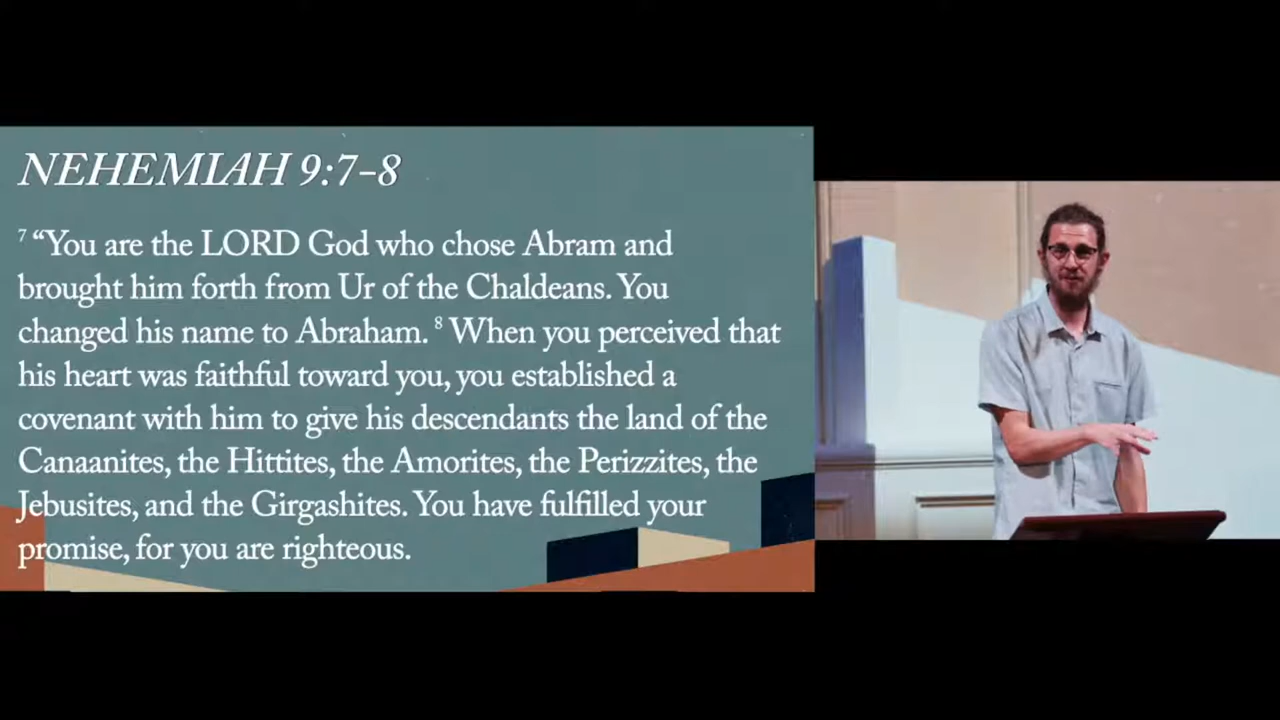 NEHEMIAH 9:7-8
7 “You are the LORD God who chose Abram and
brought him forth from Ur of the Chaldeans. You
changed his name to Abraham. 8 When you perceived that
his heart was faithful toward you, you established a
covenant with him to give his descendants the land of the
Canaanites, the Hittites, the Amorites, the Perizzites, the
Jebusites, and the Girgashites. You have fulfilled your
promise, for you are righteous.